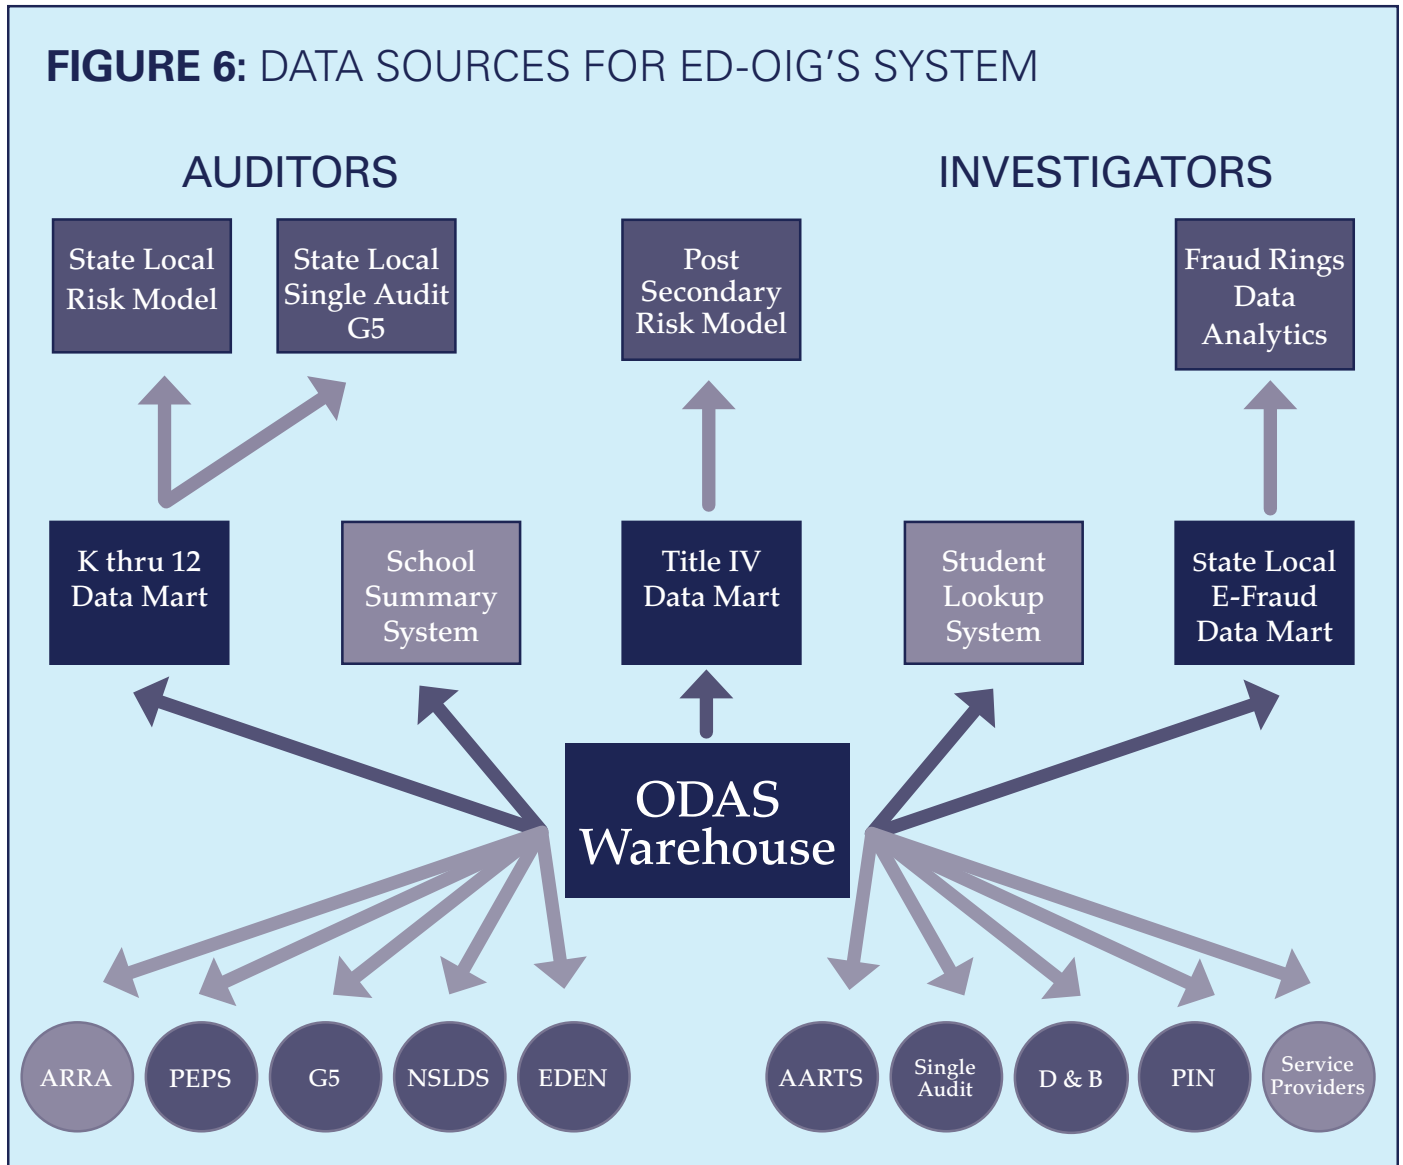 FIGURE 6: DATA SOURCES FOR ED-OIG'S SYSTEM
AUDITORS
INVESTIGATORS
State Local
Risk Model
State Local
Single Audit
G5
Post
Secondary
Risk Model
Fraud Rings
Data
Analytics
K thru 12
Data Mart
School
Summary
System
Title IV
Data Mart
Student
Lookup
System
State Local
E-Fraud
Data Mart
ODAS
Warehouse
ARRA
PEPS
G5
NSLDS
EDEN
AARTS
Single
Audit
D & B
PIN
Service
Providers